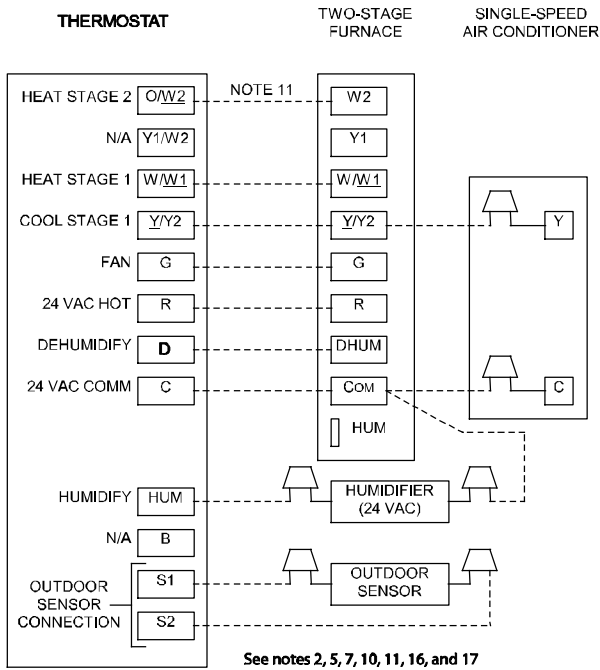 THERMOSTAT
TWO-STAGE
FURNACE
SINGLE-SPEED
AIR CONDITIONER
HEAT STAGE 2 O/W2 NOTE 11 W2
N/A Y1/W2 Y1
HEAT STAGE 1 W/W1 W/W1
COOL STAGE 1 Y/Y2 Y/Y2 Y
FAN G G
24 VAC HOT R R
DEHUMIDIFY D DHUM
24 VAC COMM C COM C
HUM
HUMIDIFY HUM HUMIDIFIER
(24 VAC)
N/A B
OUTDOOR
SENSOR
CONNECTION
S1
S2
OUTDOOR
SENSOR
See notes 2, 5, 7, 10, 11, 16, and 17